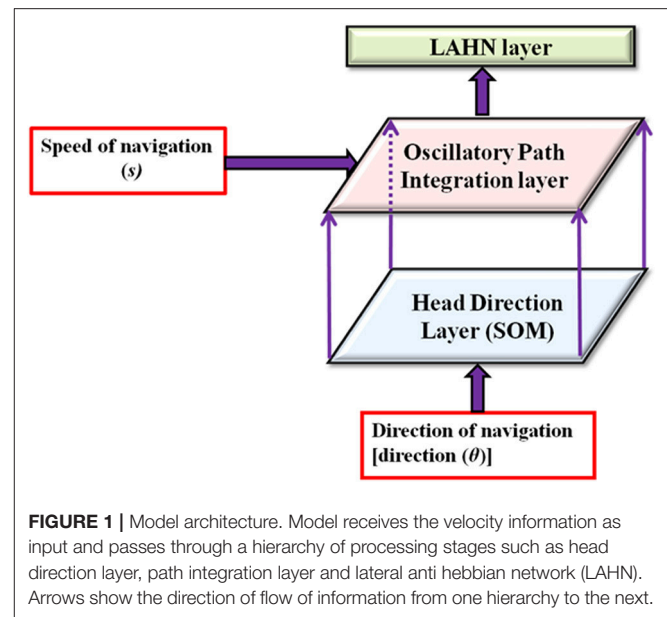 LAHN layer
Speed of navigation
(s)
Oscillatory Path
Integration layer
Head Direction
Layer (SOM)
Direction of navigation
[direction (θ)]
FIGURE 1 | Model architecture. Model receives the velocity information as
input and passes through a hierarchy of processing stages such as head
direction layer, path integration layer and lateral anti hebbian network (LAHN).
Arrows show the direction of flow of information from one hierarchy to the next.